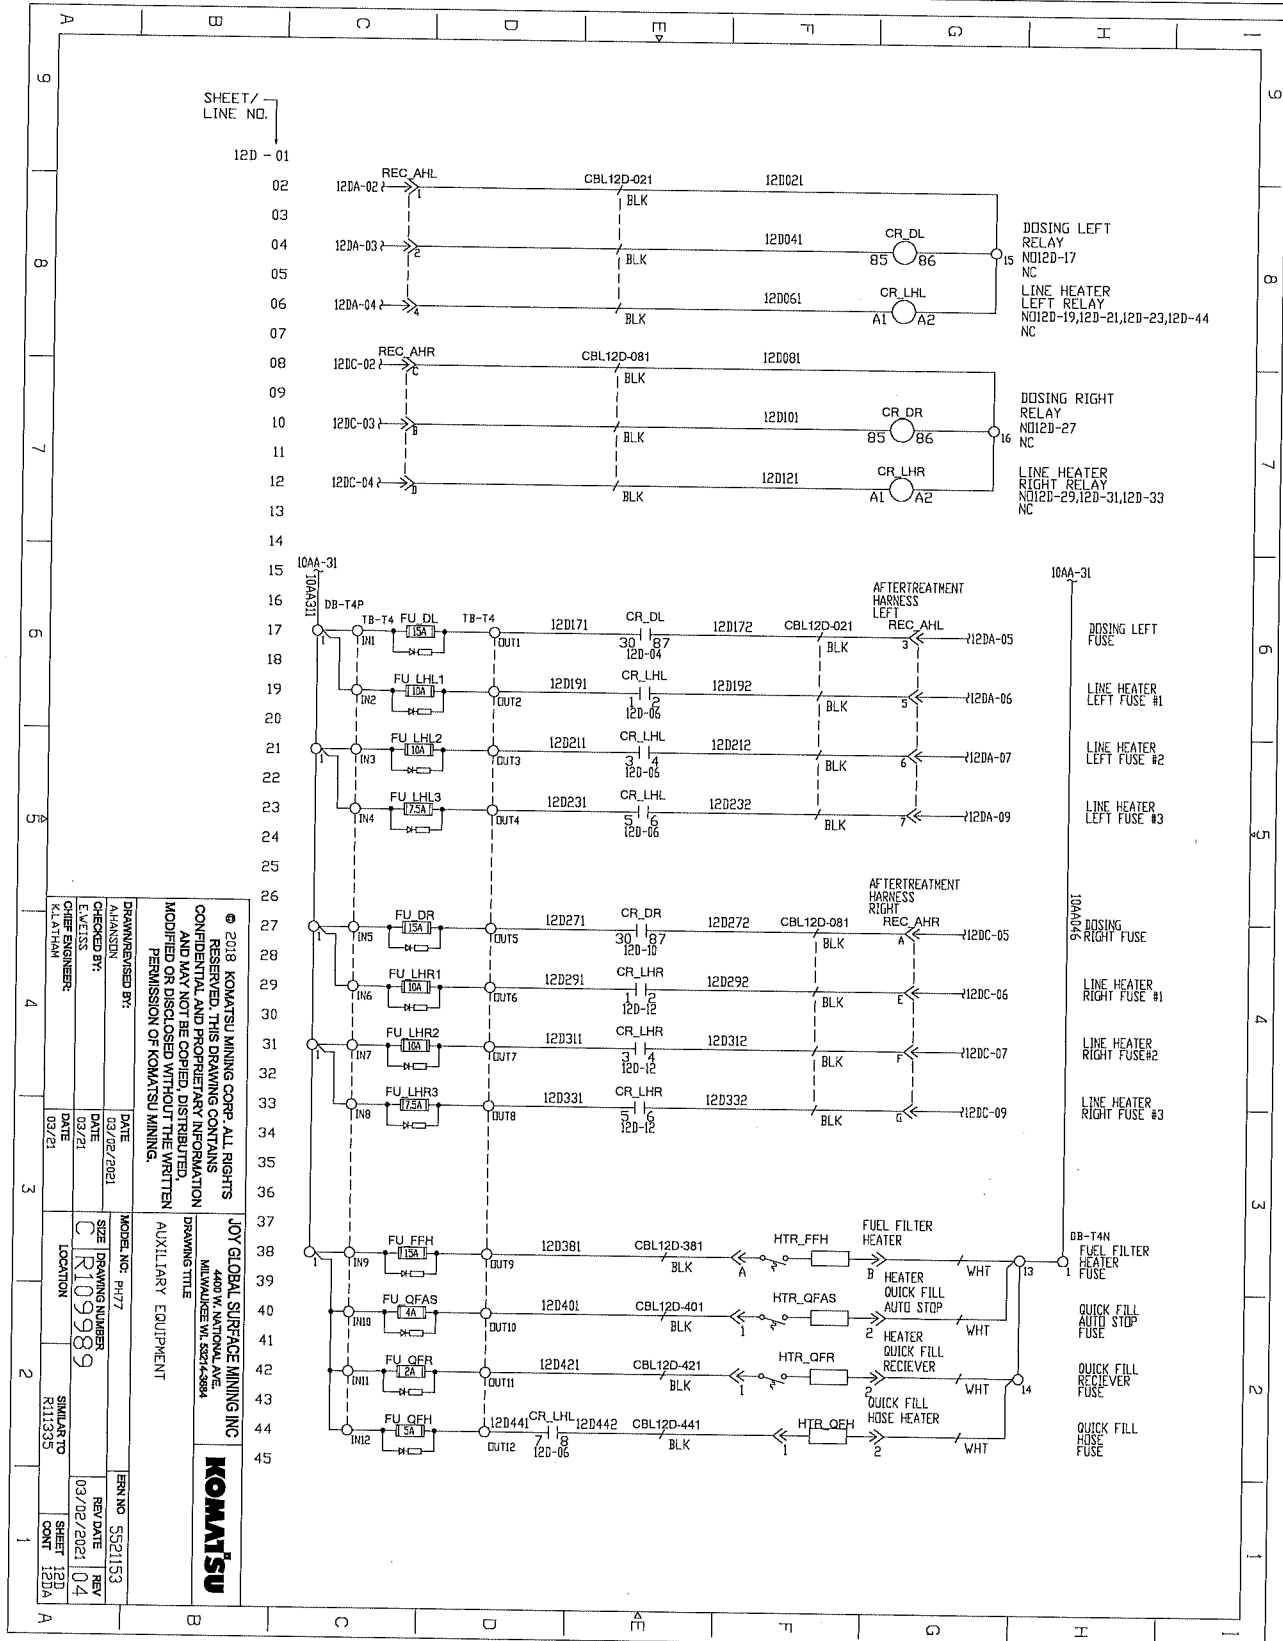 A B C D E F G H I
9 9
SHEET/
LINE NO.
12D - 01
02 12DA-02 REC_AHL 1 CBL12D-021 BLK 12D021
03
04 12DA-03 2 BLK 12D041 CR_DL 85 86 15
DOSING LEFT
RELAY
NO12D-17
NC
05
06 12DA-04 4 BLK 12D061 CR_LHL A1 A2
LINE HEATER
LEFT RELAY
NO12D-19,12D-21,12D-23,12D-44
NC
07
08 12DC-02 REC_AHR C CBL12D-081 BLK 12D081
09
10 12DC-03 B BLK 12D101 CR_DR 85 86 16
DOSING RIGHT
RELAY
NO12D-27
NC
11
12 12DC-04 D BLK 12D121 CR_LHR A1 A2
LINE HEATER
RIGHT RELAY
NO12D-29,12D-31,12D-33
NC
13
14
15 10AA-31 10AA-31
16 10AA311 DB-T4P
AFTERTREATMENT
HARNESS
LEFT
17 1 TB-T4 IN1 FU_DL 15A TB-T4 OUT1 12D171 CR_DL 30 87 12D-04 12D172 CBL12D-021 BLK REC_AHL 3 12DA-05
DOSING LEFT
FUSE
18
19 IN2 FU_LHL1 10A OUT2 12D191 CR_LHL 1 2 12D-06 12D192 BLK 5 12DA-06
LINE HEATER
LEFT FUSE #1
20
21 1 IN3 FU_LHL2 10A OUT3 12D211 CR_LHL 3 4 12D-06 12D212 BLK 6 12DA-07
LINE HEATER
LEFT FUSE #2
22
23 IN4 FU_LHL3 7.5A OUT4 12D231 CR_LHL 5 6 12D-06 12D232 BLK 7 12DA-09
LINE HEATER
LEFT FUSE #3
24
25
26
AFTERTREATMENT
HARNESS
RIGHT
10AA046
27 1 IN5 FU_DR 15A OUT5 12D271 CR_DR 30 87 12D-10 12D272 CBL12D-081 BLK REC_AHR A 12DC-05
DOSING
RIGHT FUSE
28
29 IN6 FU_LHR1 10A OUT6 12D291 CR_LHR 1 2 12D-12 12D292 BLK E 12DC-06
LINE HEATER
RIGHT FUSE #1
30
31 1 IN7 FU_LHR2 10A OUT7 12D311 CR_LHR 3 4 12D-12 12D312 BLK F 12DC-07
LINE HEATER
RIGHT FUSE#2
32
33 IN8 FU_LHR3 7.5A OUT8 12D331 CR_LHR 5 6 12D-12 12D332 BLK G 12DC-09
LINE HEATER
RIGHT FUSE #3
34
35
36
37
FUEL FILTER
HEATER
38 IN9 FU_FFH 15A OUT9 12D381 CBL12D-381 BLK A HTR_FFH B WHT 13 DB-T4N 1
FUEL FILTER
HEATER
FUSE
39
HEATER
QUICK FILL
AUTO STOP
40 IN10 FU_QFAS 4A OUT10 12D401 CBL12D-401 BLK 1 HTR_QFAS 2 WHT
QUICK FILL
AUTO STOP
FUSE
41
HEATER
QUICK FILL
RECIEVER
42 IN11 FU_QFR 2A OUT11 12D421 CBL12D-421 BLK 1 HTR_QFR 2 WHT 14
QUICK FILL
RECIEVER
FUSE
43
QUICK FILL
HOSE HEATER
44 IN12 FU_QFH 5A OUT12 12D441 CR_LHL 7 8 12D-06 12D442 CBL12D-441 BLK 1 HTR_QFH 2 WHT
QUICK FILL
HOSE
FUSE
45
8 7 6 5 4 3 2 1
8 7 6 5 4 3 2 1
© 2018 KOMATSU MINING CORP. ALL RIGHTS
RESERVED. THIS DRAWING CONTAINS
CONFIDENTIAL AND PROPRIETARY INFORMATION
AND MAY NOT BE COPIED, DISTRIBUTED,
MODIFIED OR DISCLOSED WITHOUT THE WRITTEN
PERMISSION OF KOMATSU MINING.
JOY GLOBAL SURFACE MINING INC
4400 W. NATIONAL AVE.
MILWAUKEE WI. 53214-3684
KOMATSU
DRAWING TITLE
AUXILIARY EQUIPMENT
DRAWN/REVISED BY:
A.HANSON
DATE
03/02/2021
MODEL NO: PH77
ERN NO 5521153
CHECKED BY:
E.WEISS
DATE
03/21
SIZE
C
DRAWING NUMBER
R109989
REV DATE
03/02/2021
REV
04
CHIEF ENGINEER:
K.LATHAM
DATE
03/21
LOCATION
SIMILAR TO
R111335
SHEET 12D
CONT 12DA
A B C D E F G H I